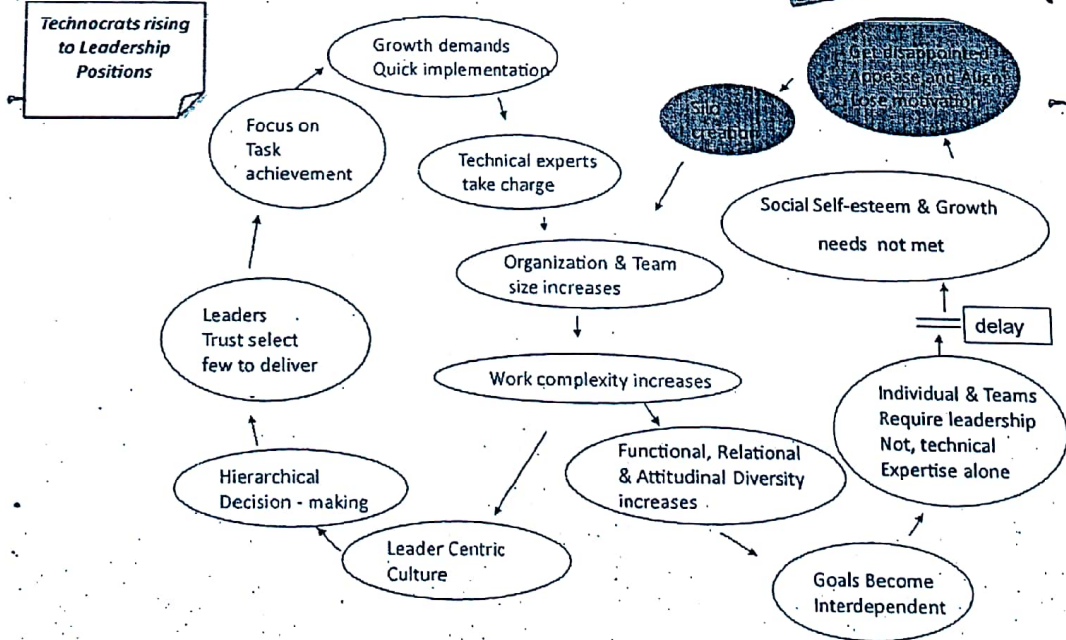 Technocrats rising
to Leadership
Positions
Growth demands
Quick implementation
Focus on
Task
achievement
Technical experts
take charge
Organization & Team
size increases
Work complexity increases
Leaders
Trust select
few to deliver
Hierarchical
Decision - making
Leader Centric
Culture
Functional, Relational
& Attitudinal Diversity
increases
Goals Become
Interdependent
Individual & Teams
Require leadership
Not, technical
Expertise alone
delay
Social Self-esteem & Growth
needs not met
Get disappointed
Appease and Align
Lose motivation
Silo
creation